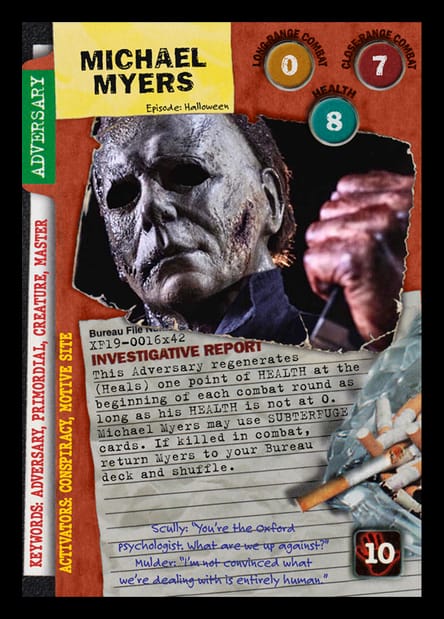 MICHAEL
MYERS
Episode: Halloween
LONG-RANGE COMBAT
0
CLOSE-RANGE COMBAT
7
HEALTH
8
ADVERSARY
KEYWORDS: ADVERSARY, PRIMORDIAL, CREATURE, MASTER
ACTIVATORS: CONSPIRACY, MOTIVE SITE
Bureau File
XF19-0016x42
INVESTIGATIVE REPORT
This Adversary regenerates
(Heals) one point of HEALTH at the
beginning of each combat round as
long as his HEALTH is not at 0.
Michael Myers may use SUBTERFUGE
cards. If killed in combat,
return Myers to your Bureau
deck and shuffle.
Scully: "You're the Oxford
psychologist. What are we up against?"
Mulder: "I'm not convinced what
we're dealing with is entirely human."
10